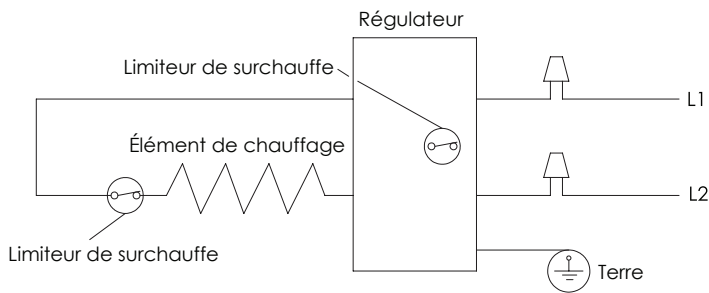 Régulateur
Limiteur de surchauffe
L1
Élément de chauffage
L2
Limiteur de surchauffe
Terre